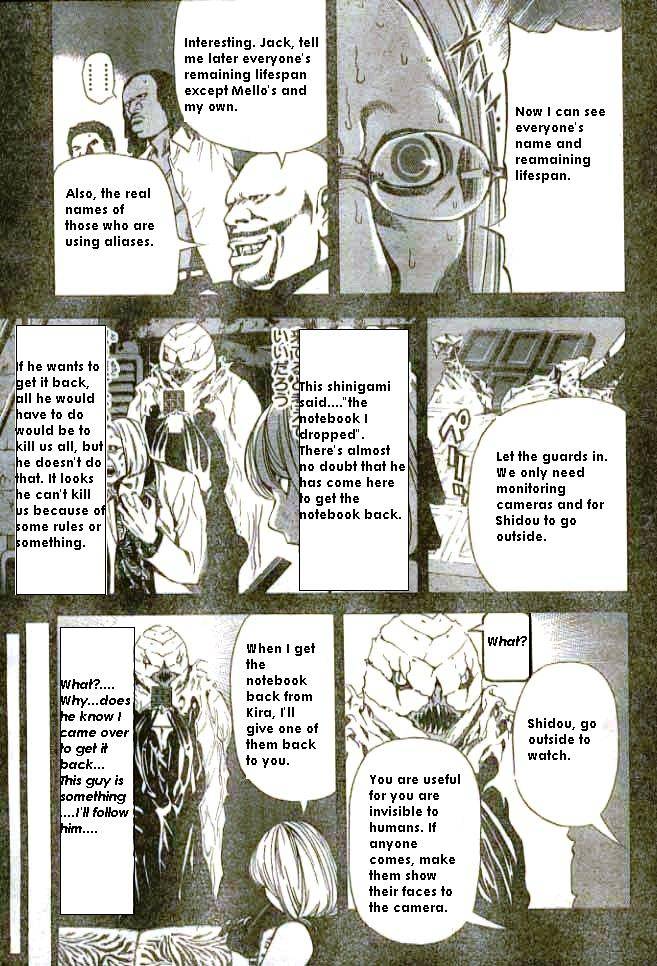 Now I can see
everyone's
name and
reamaining
lifespan.
Interesting. Jack, tell
me later everyone's
remaining lifespan
except Mello's and
my own.
Also, the real
names of
those who are
using aliases.
Let the guards in.
We only need
monitoring
cameras and for
Shidou to go
outside.
This shinigami
said...."the
notebook I
dropped".
There's almost
no doubt that he
has come here
to get the
notebook back.
いいだろう
If he wants to
get it back,
all he would
have to do
would be to
kill us all, but
he doesn't do
that. It looks
he can't kill
us because of
some rules or
something.
Shidou, go
outside to
watch.
What?
You are useful
for you are
invisible to
humans. If
anyone
comes, make
them show
their faces to
the camera.
When I get
the
notebook
back from
Kira, I'll
give one of
them back
to you.
What?....
Why...does
he know I
came over
to get it
back...
This guy is
something
....I'll follow
him....